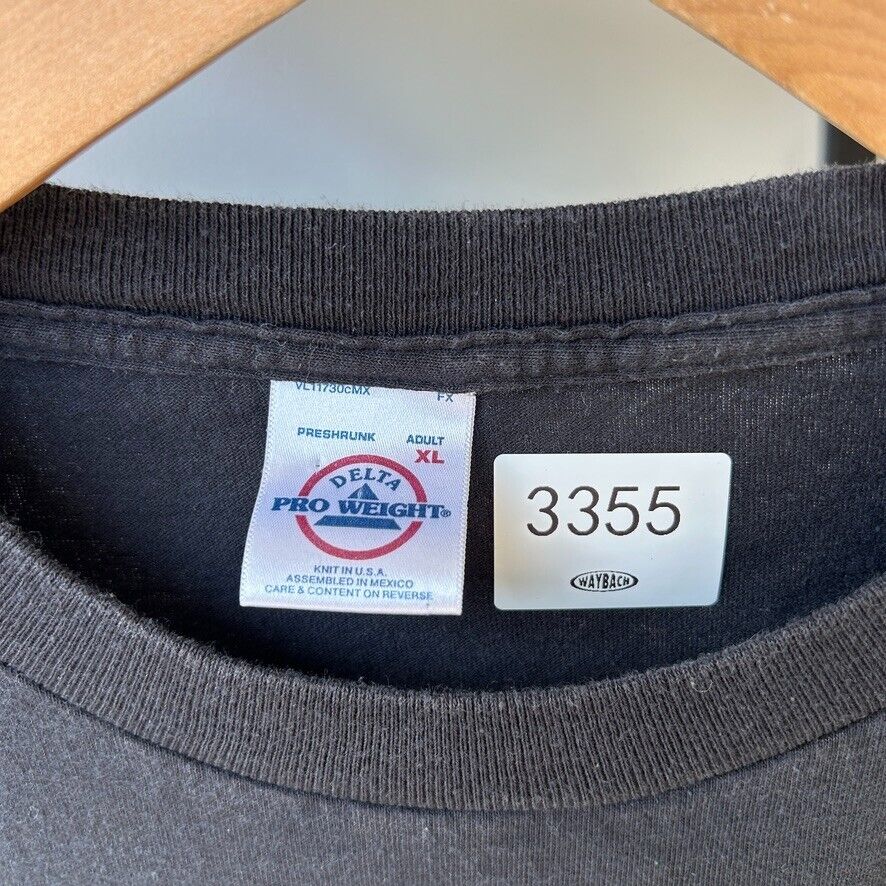 VL11730cMX FX
PRESHRUNK ADULT
XL
DELTA
PRO WEIGHT®
KNIT IN U.S.A.
ASSEMBLED IN MEXICO
CARE & CONTENT ON REVERSE
3355
WAYBACH